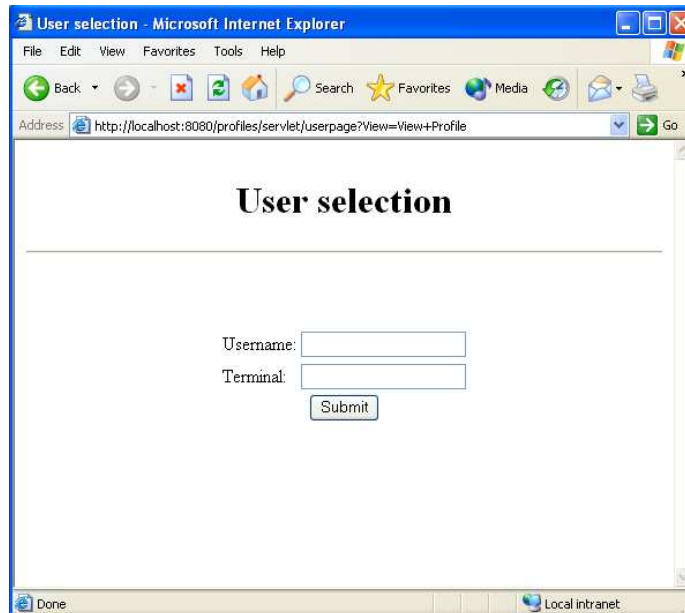 User selection - Microsoft Internet Explorer
File Edit View Favorites Tools Help
Back Search Favorites Media
Address http://localhost:8080/profiles/servlet/userpage?View=View+Profile Go
User selection
Username:
Terminal:
Submit
Done Local intranet